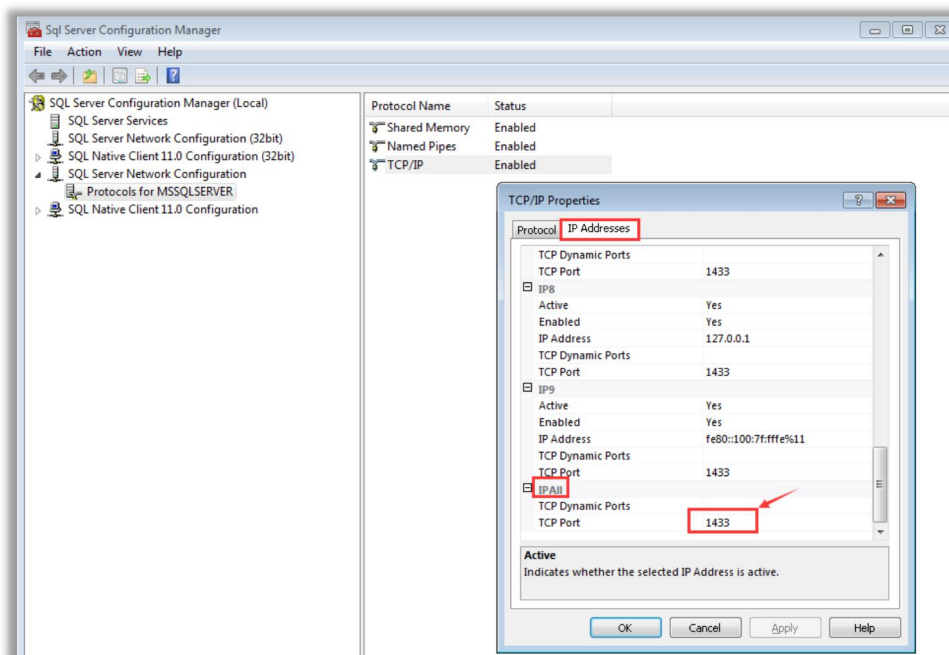 Sql Server Configuration Manager
File Action View Help
SQL Server Configuration Manager (Local)
SQL Server Services
SQL Server Network Configuration (32bit)
SQL Native Client 11.0 Configuration (32bit)
SQL Server Network Configuration
Protocols for MSSQLSERVER
SQL Native Client 11.0 Configuration
Protocol Name Status
Shared Memory Enabled
Named Pipes Enabled
TCP/IP Enabled
TCP/IP Properties
Protocol IP Addresses
TCP Dynamic Ports
TCP Port 1433
IP8
Active Yes
Enabled Yes
IP Address 127.0.0.1
TCP Dynamic Ports
TCP Port 1433
IP9
Active Yes
Enabled Yes
IP Address fe80::100:7f:fffe%11
TCP Dynamic Ports
TCP Port 1433
IPAll
TCP Dynamic Ports
TCP Port 1433
Active
Indicates whether the selected IP Address is active.
OK Cancel Apply Help